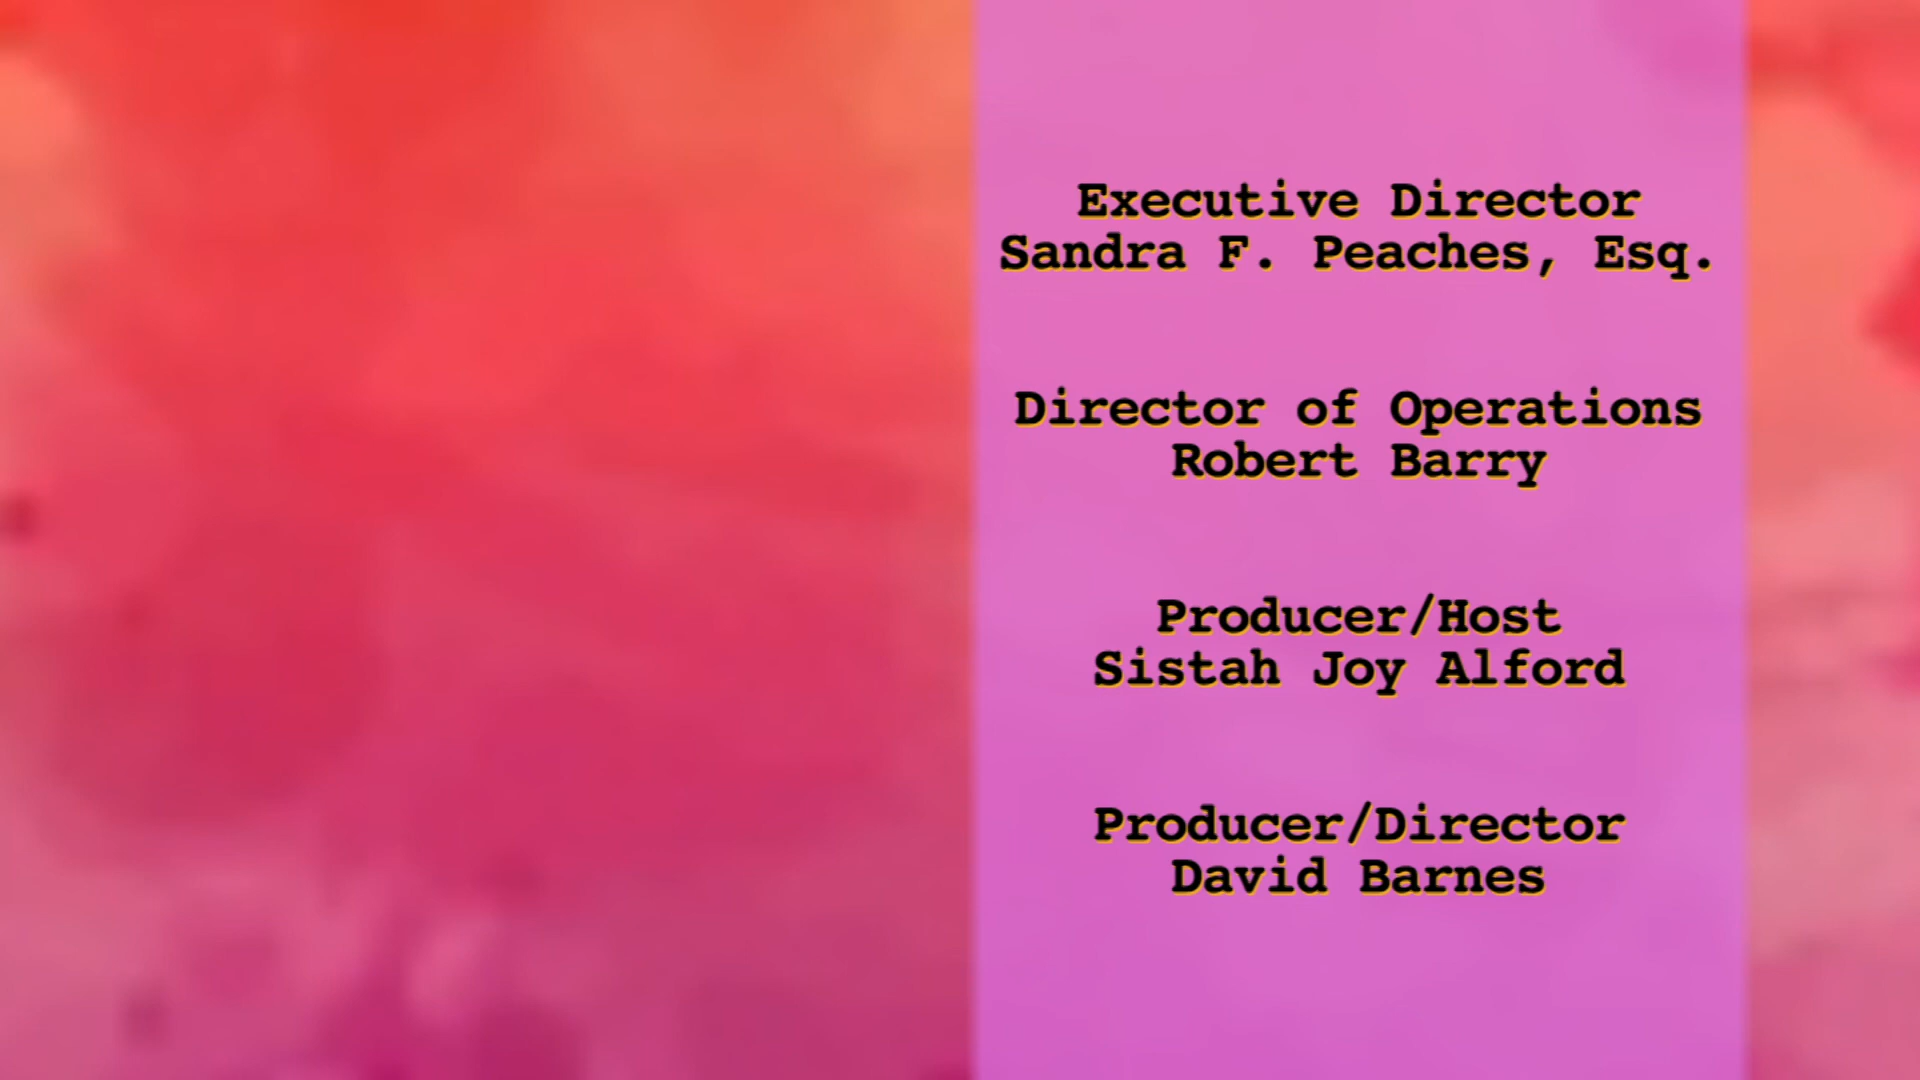 Executive Director
Sandra F. Peaches, Esq.
Director of Operations
Robert Barry
Producer/Host
Sistah Joy Alford
Producer/Director
David Barnes